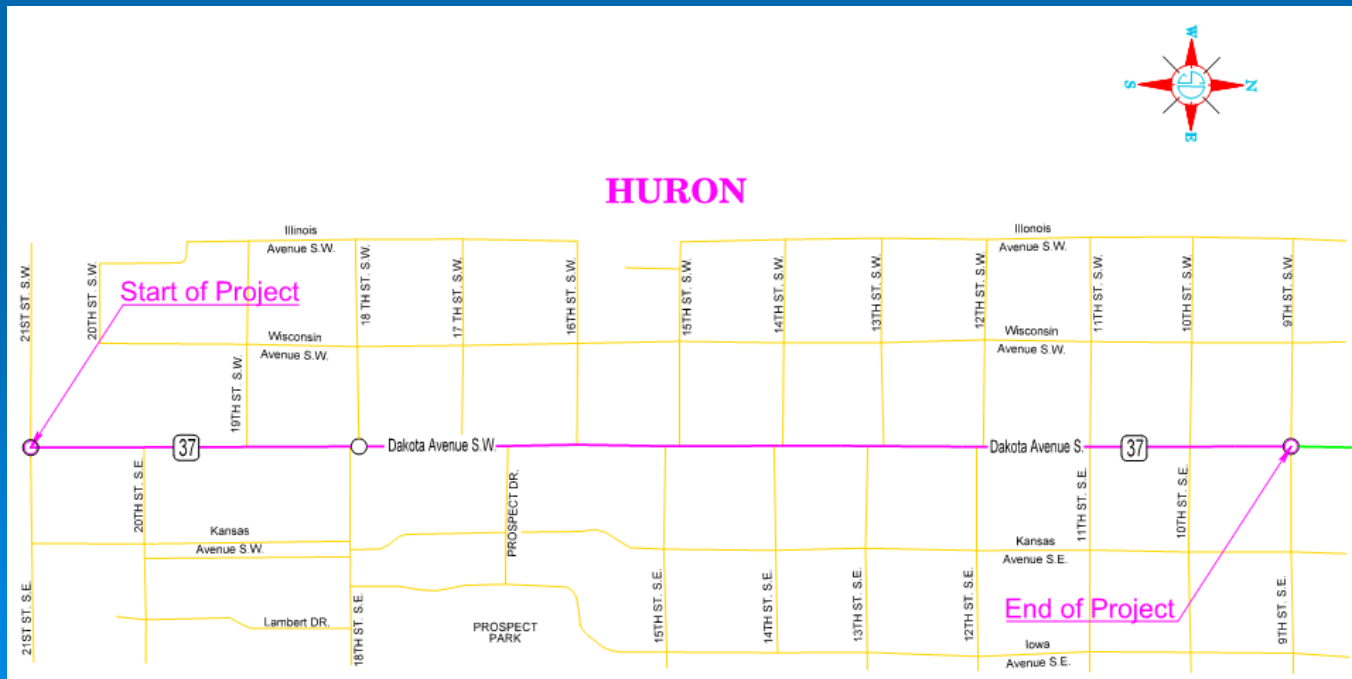 W
S
N
E
HURON
Illinois
Avenue S.W.
Illonois
Avenue S.W.
21ST ST. S.W.
20TH ST. S.W.
18 TH ST. S.W.
17 TH ST. S.W.
16TH ST. S.W.
15TH ST. S.W.
14TH ST. S.W.
13TH ST. S.W.
12TH ST. S.W.
11TH ST. S.W.
10TH ST. S.W.
9TH ST. S.W.
Start of Project
Wisconsin
Avenue S.W.
Wisconsin
Avenue S.W.
19TH ST. S.W.
37
Dakota Avenue S.W.
Dakota Avenue S.
37
20TH ST. S.E.
PROSPECT DR.
11TH ST. S.E.
10TH ST. S.E.
Kansas
Avenue S.W.
Kansas
Avenue S.E.
21ST ST. S.E.
18TH ST. S.E.
15TH ST. S.E.
14TH ST. S.E.
13TH ST. S.E.
12TH ST. S.E.
9TH ST. S.E.
End of Project
Lambert DR.
PROSPECT
PARK
Iowa
Avenue S.E.